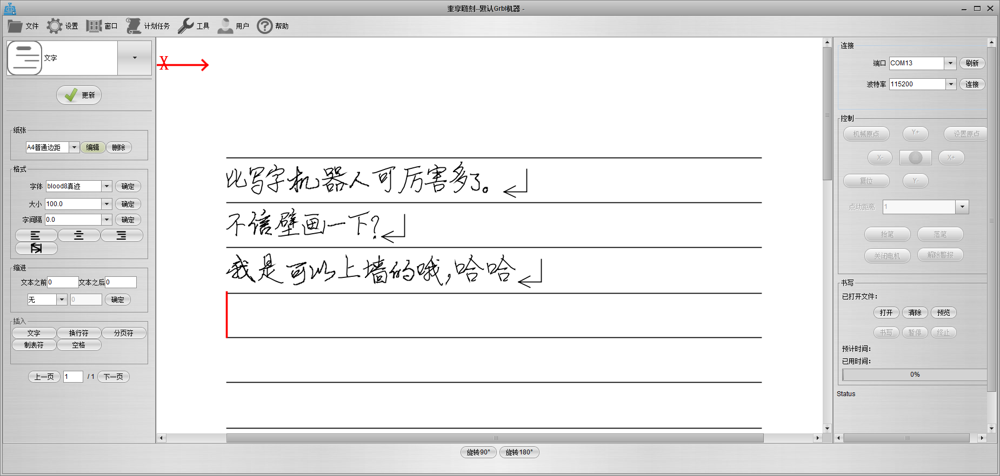 奎享雕刻--默认Grbl机器 -
文件 设置 窗口 计划任务 工具 用户 帮助
文字
更新
纸张
A4普通边距 编辑 删除
格式
字体 blood8真迹 确定
大小 100.0 确定
字间隔 0.0 确定
缩进
文本之前 0 文本之后 0
无 0 确定
插入
文字 换行符 分页符
制表符 空格
上一页 1 / 1 下一页
X
比写字机器人可厉害多了。
不信壁画一下?
我是可以上墙的哦,哈哈
旋转90° 旋转180°
连接
端口 COM13 刷新
波特率 115200 连接
控制
机械原点 Y+ 设置原点
X- X+
复位 Y-
点动距离 1
抬笔 落笔
关闭电机 解除警报
书写
已打开文件:
打开 清除 预览
书写 暂停 终止
预计时间:
已用时间:
0%
Status